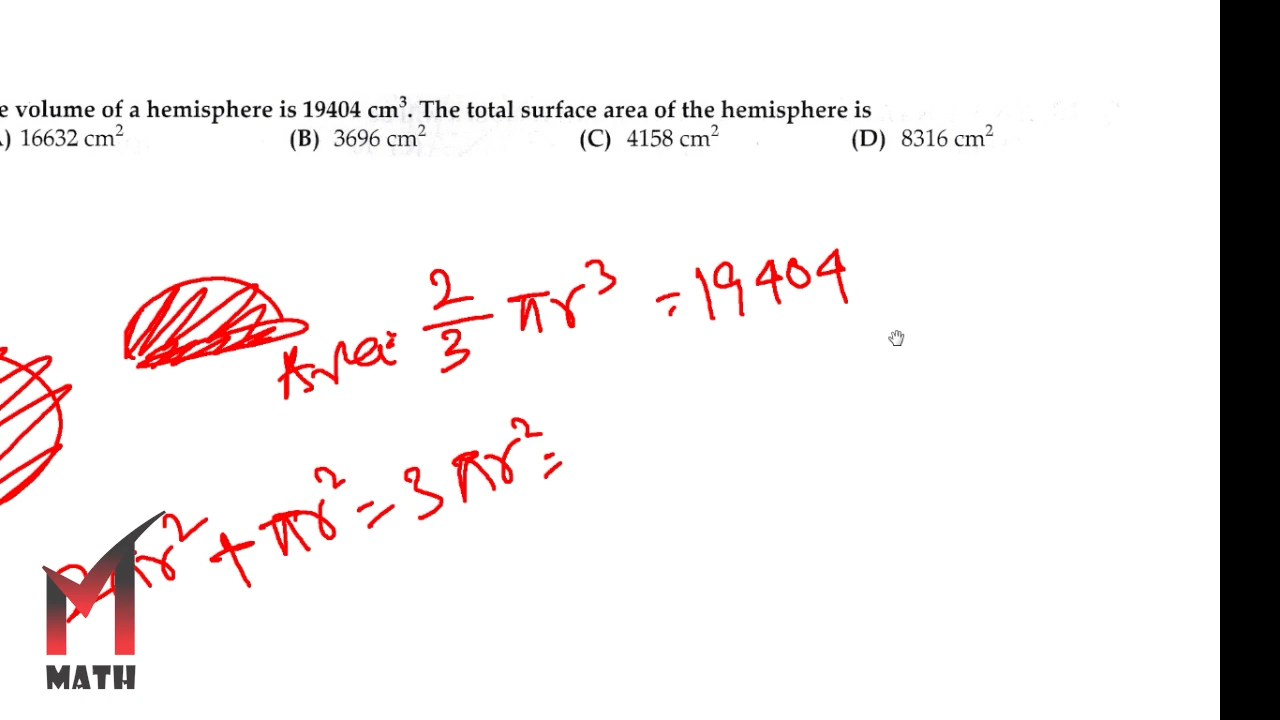 e volume of a hemisphere is 19404 cm³. The total surface area of the hemisphere is
) 16632 cm² (B) 3696 cm² (C) 4158 cm² (D) 8316 cm²
Area: 2/3 πr³ = 19404
2πr² + πr² = 3πr² =
M
MATH